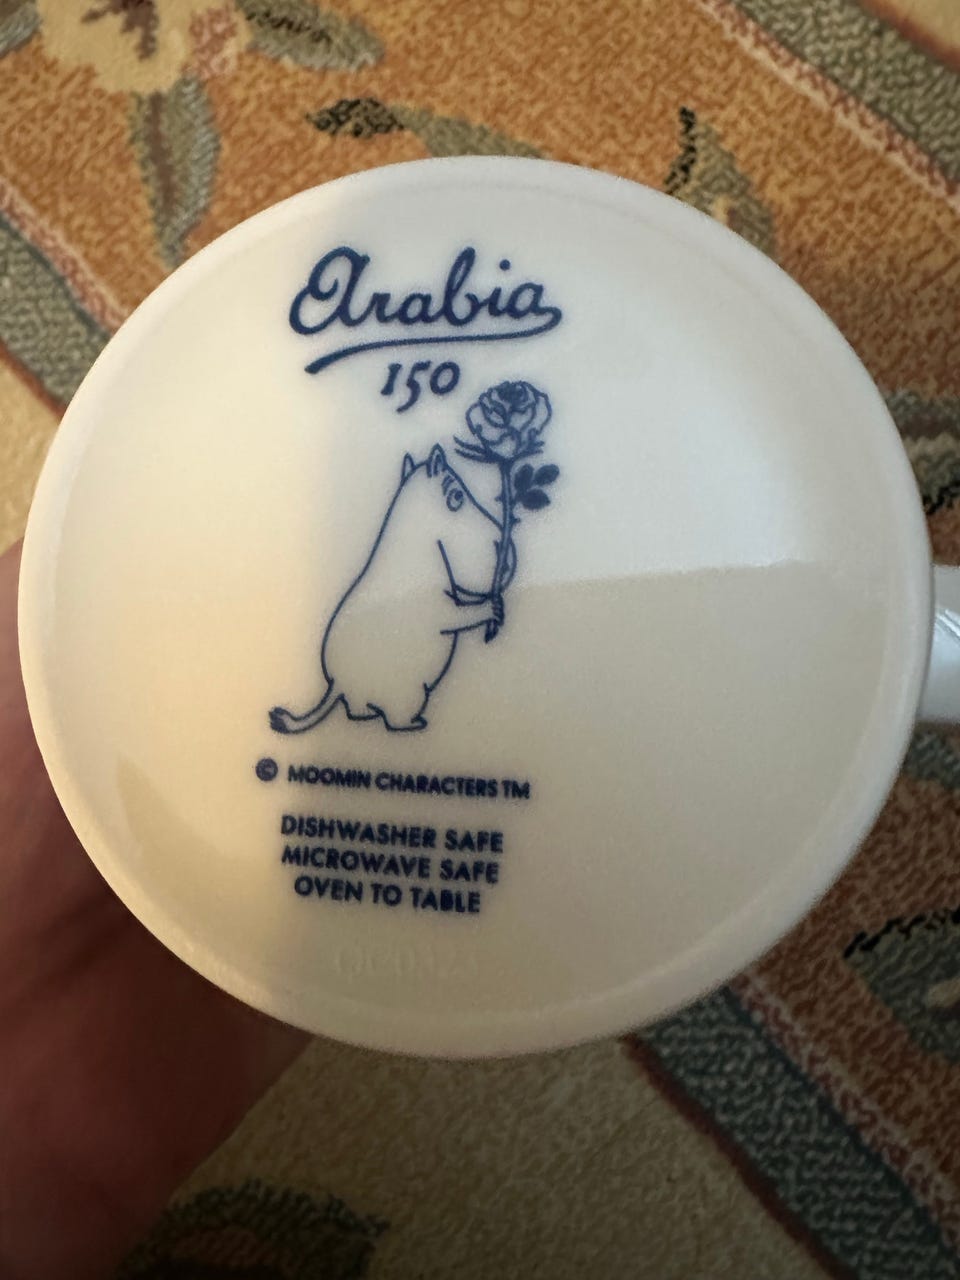 Arabia
150
© MOOMIN CHARACTERS TM
DISHWASHER SAFE
MICROWAVE SAFE
OVEN TO TABLE